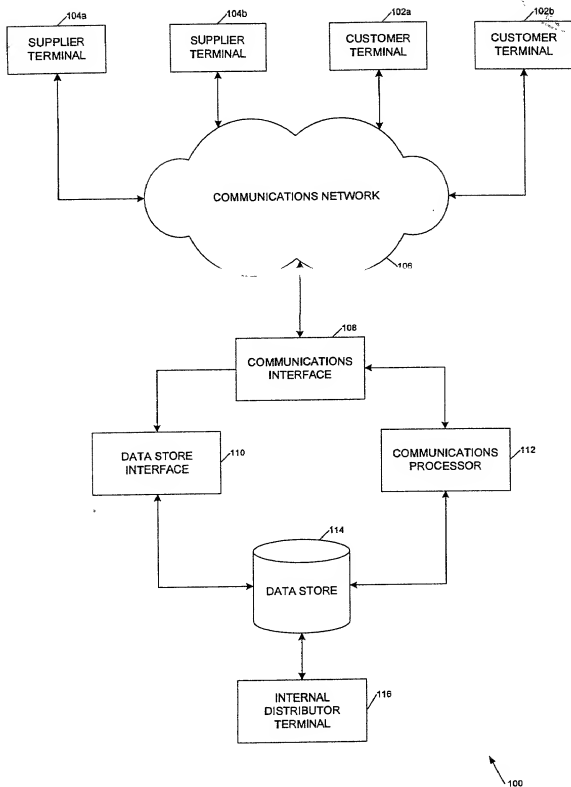 104a
104b
102a
102b
SUPPLIER
TERMINAL
SUPPLIER
TERMINAL
CUSTOMER
TERMINAL
CUSTOMER
TERMINAL
COMMUNICATIONS NETWORK
106
108
COMMUNICATIONS
INTERFACE
DATA STORE
INTERFACE
110
COMMUNICATIONS
PROCESSOR
112
114
DATA STORE
INTERNAL
DISTRIBUTOR
TERMINAL
116
100